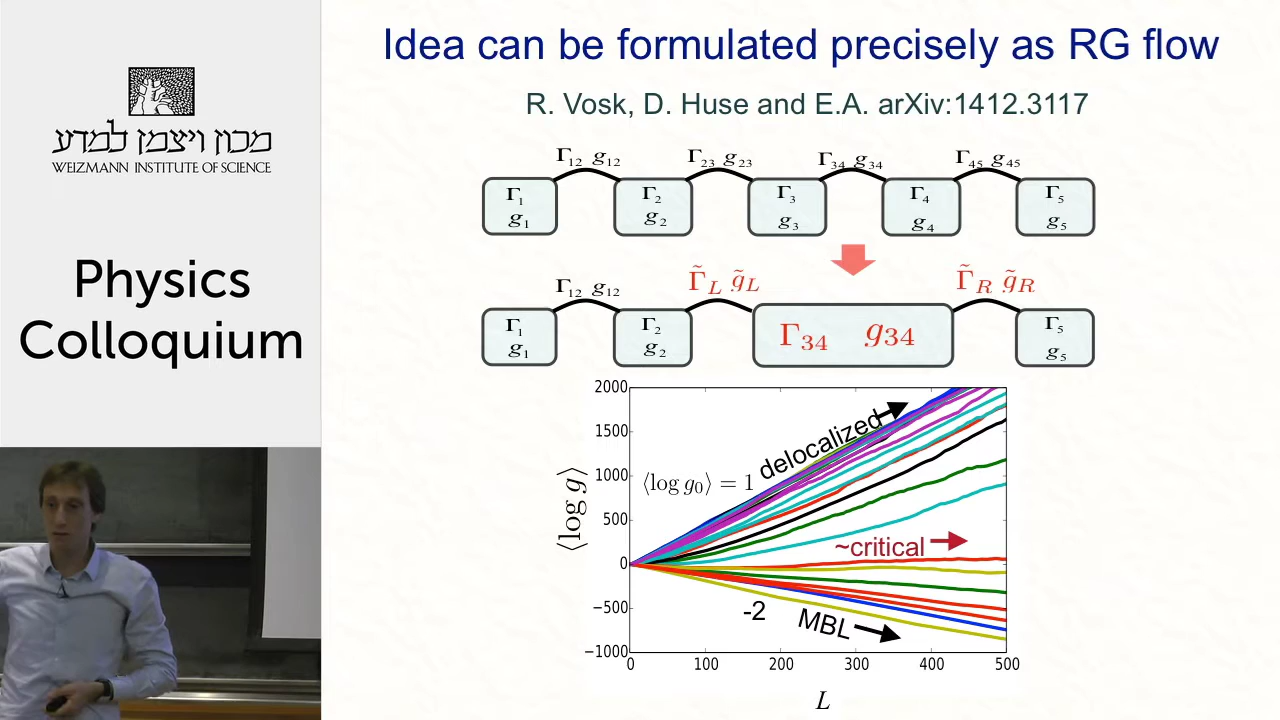 Idea can be formulated precisely as RG flow
R. Vosk, D. Huse and E.A. arXiv:1412.3117
מכון ויצמן למדע
WEIZMANN INSTITUTE OF SCIENCE
Physics
Colloquium
Γ12 g12 Γ23 g23 Γ34 g34 Γ45 g45
Γ1 Γ2 Γ3 Γ4 Γ5
g1 g2 g3 g4 g5
Γ12 g12 Γ̃L g̃L Γ̃R g̃R
Γ1 Γ2 Γ34 g34 Γ5
g1 g2 g5
2000
1500
1000
500
0
−500
−1000
⟨log g⟩
delocalized
⟨log g0⟩ = 1
~critical
-2 MBL
0 100 200 300 400 500
L